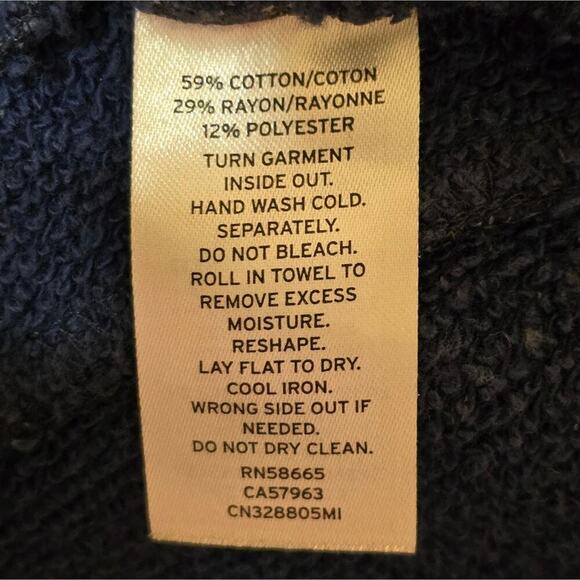 59% COTTON/COTON
29% RAYON/RAYONNE
12% POLYESTER
TURN GARMENT
INSIDE OUT.
HAND WASH COLD.
SEPARATELY.
DO NOT BLEACH.
ROLL IN TOWEL TO
REMOVE EXCESS
MOISTURE.
RESHAPE.
LAY FLAT TO DRY.
COOL IRON.
WRONG SIDE OUT IF
NEEDED.
DO NOT DRY CLEAN.
RN58665
CA57963
CN328805MI